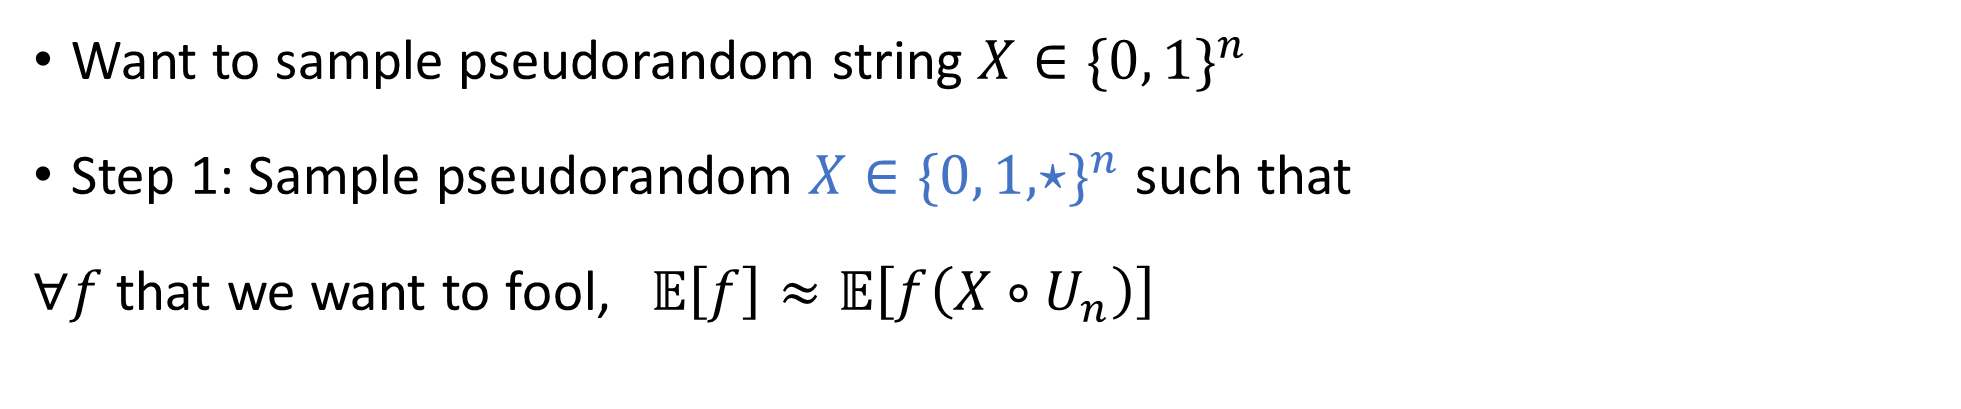 • Want to sample pseudorandom string X ∈ {0, 1}ⁿ
• Step 1: Sample pseudorandom X ∈ {0, 1,⋆}ⁿ such that
∀f that we want to fool, 𝔼[f] ≈ 𝔼[f(X ∘ Uₙ)]